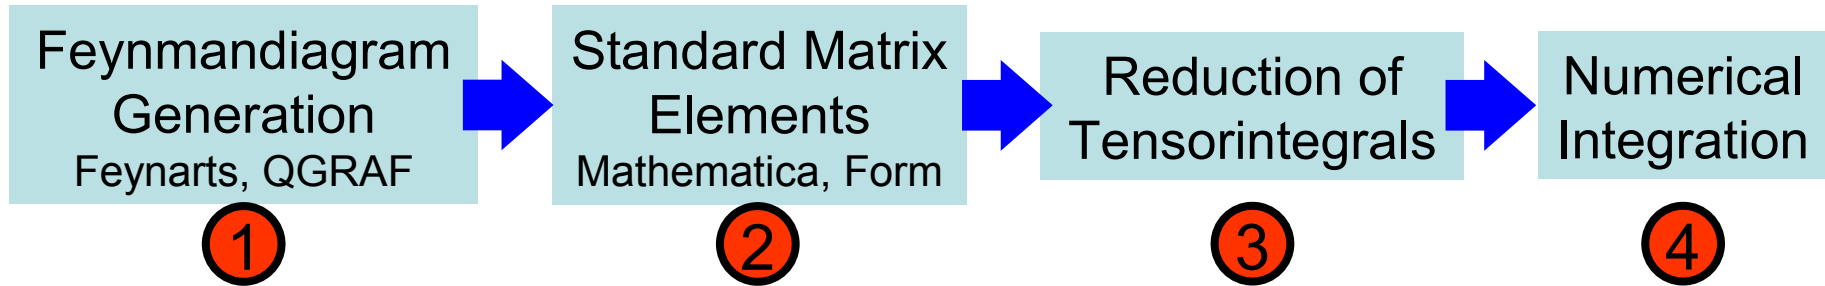 Feynmandiagram
Generation
Feynarts, QGRAF
Standard Matrix
Elements
Mathematica, Form
Reduction of
Tensorintegrals
Numerical
Integration
1
2
3
4